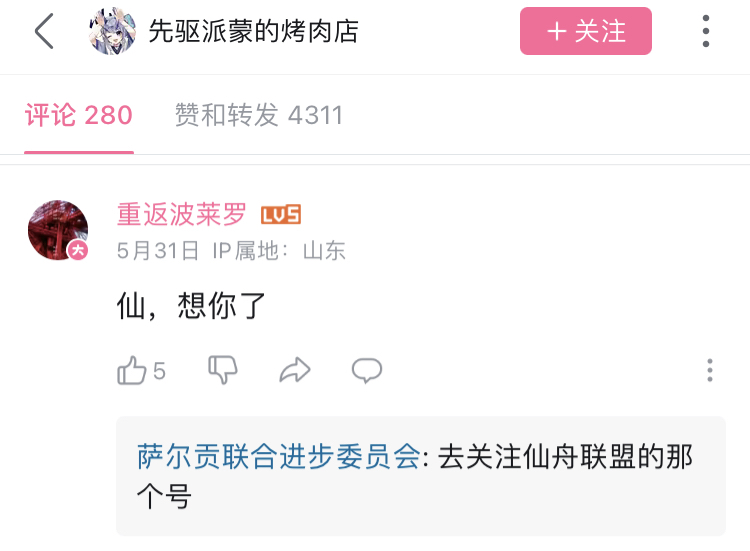 先驱派蒙的烤肉店
+ 关注
评论 280
赞和转发 4311
重返波莱罗 LV5
大
5月31日 IP属地：山东
仙，想你了
5
萨尔贡联合进步委员会: 去关注仙舟联盟的那
个号